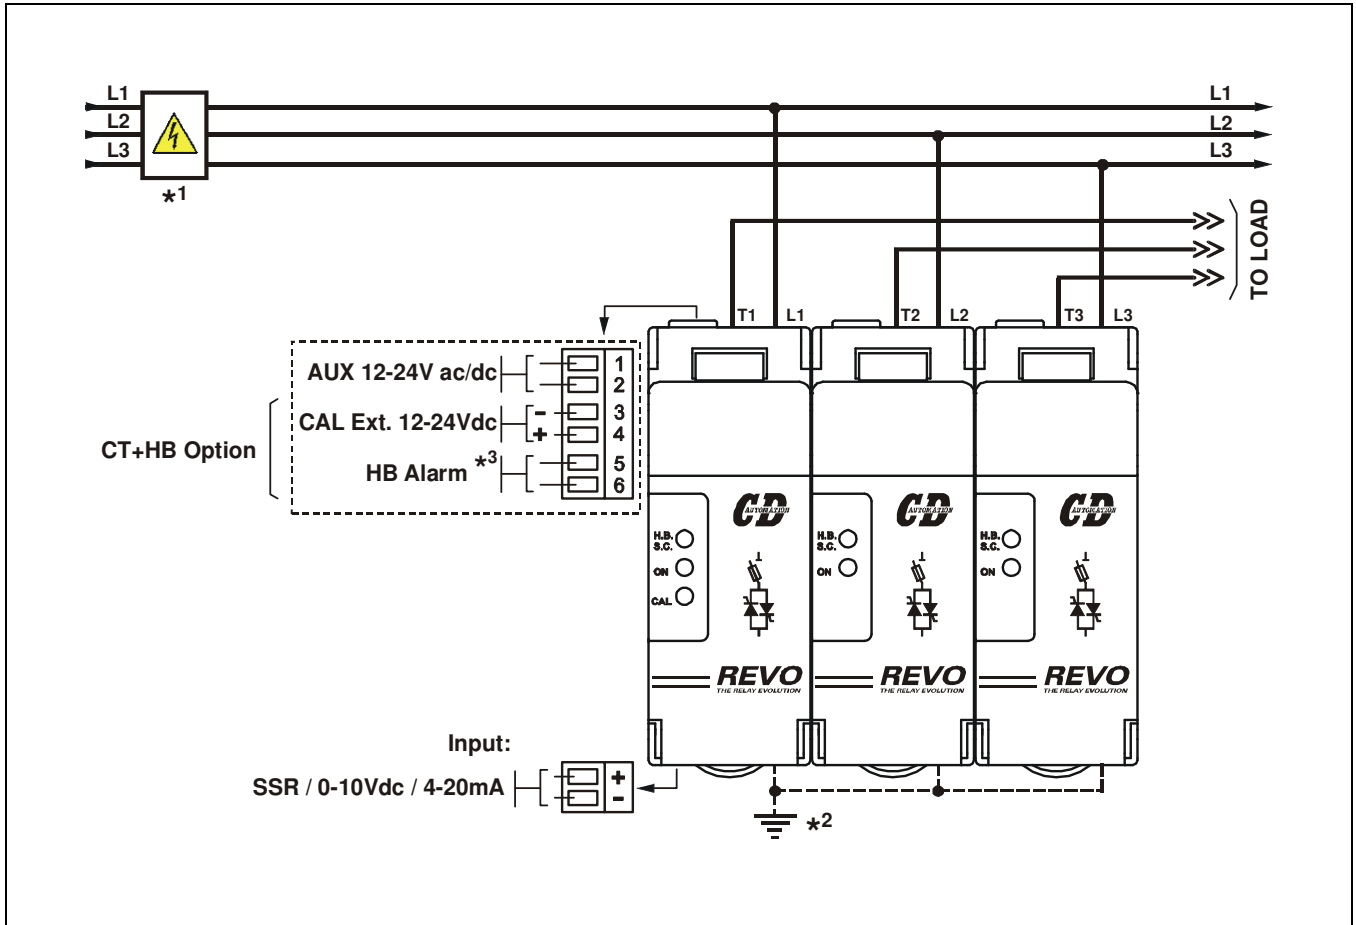 L1
L1
L2
L2
L3
L3
*1
TO LOAD
T1
L1
T2
L2
T3
L3
AUX 12-24V ac/dc
1
2
CAL Ext. 12-24Vdc
-
3
+
4
CT+HB Option
HB Alarm *3
5
6
CD
AUTOMATION
CD
AUTOMATION
CD
AUTOMATION
H.B.
S.C.
ON
CAL
H.B.
S.C.
ON
H.B.
S.C.
ON
REVO
THE RELAY EVOLUTION
REVO
THE RELAY EVOLUTION
REVO
THE RELAY EVOLUTION
Input:
SSR / 0-10Vdc / 4-20mA
+
-
*2